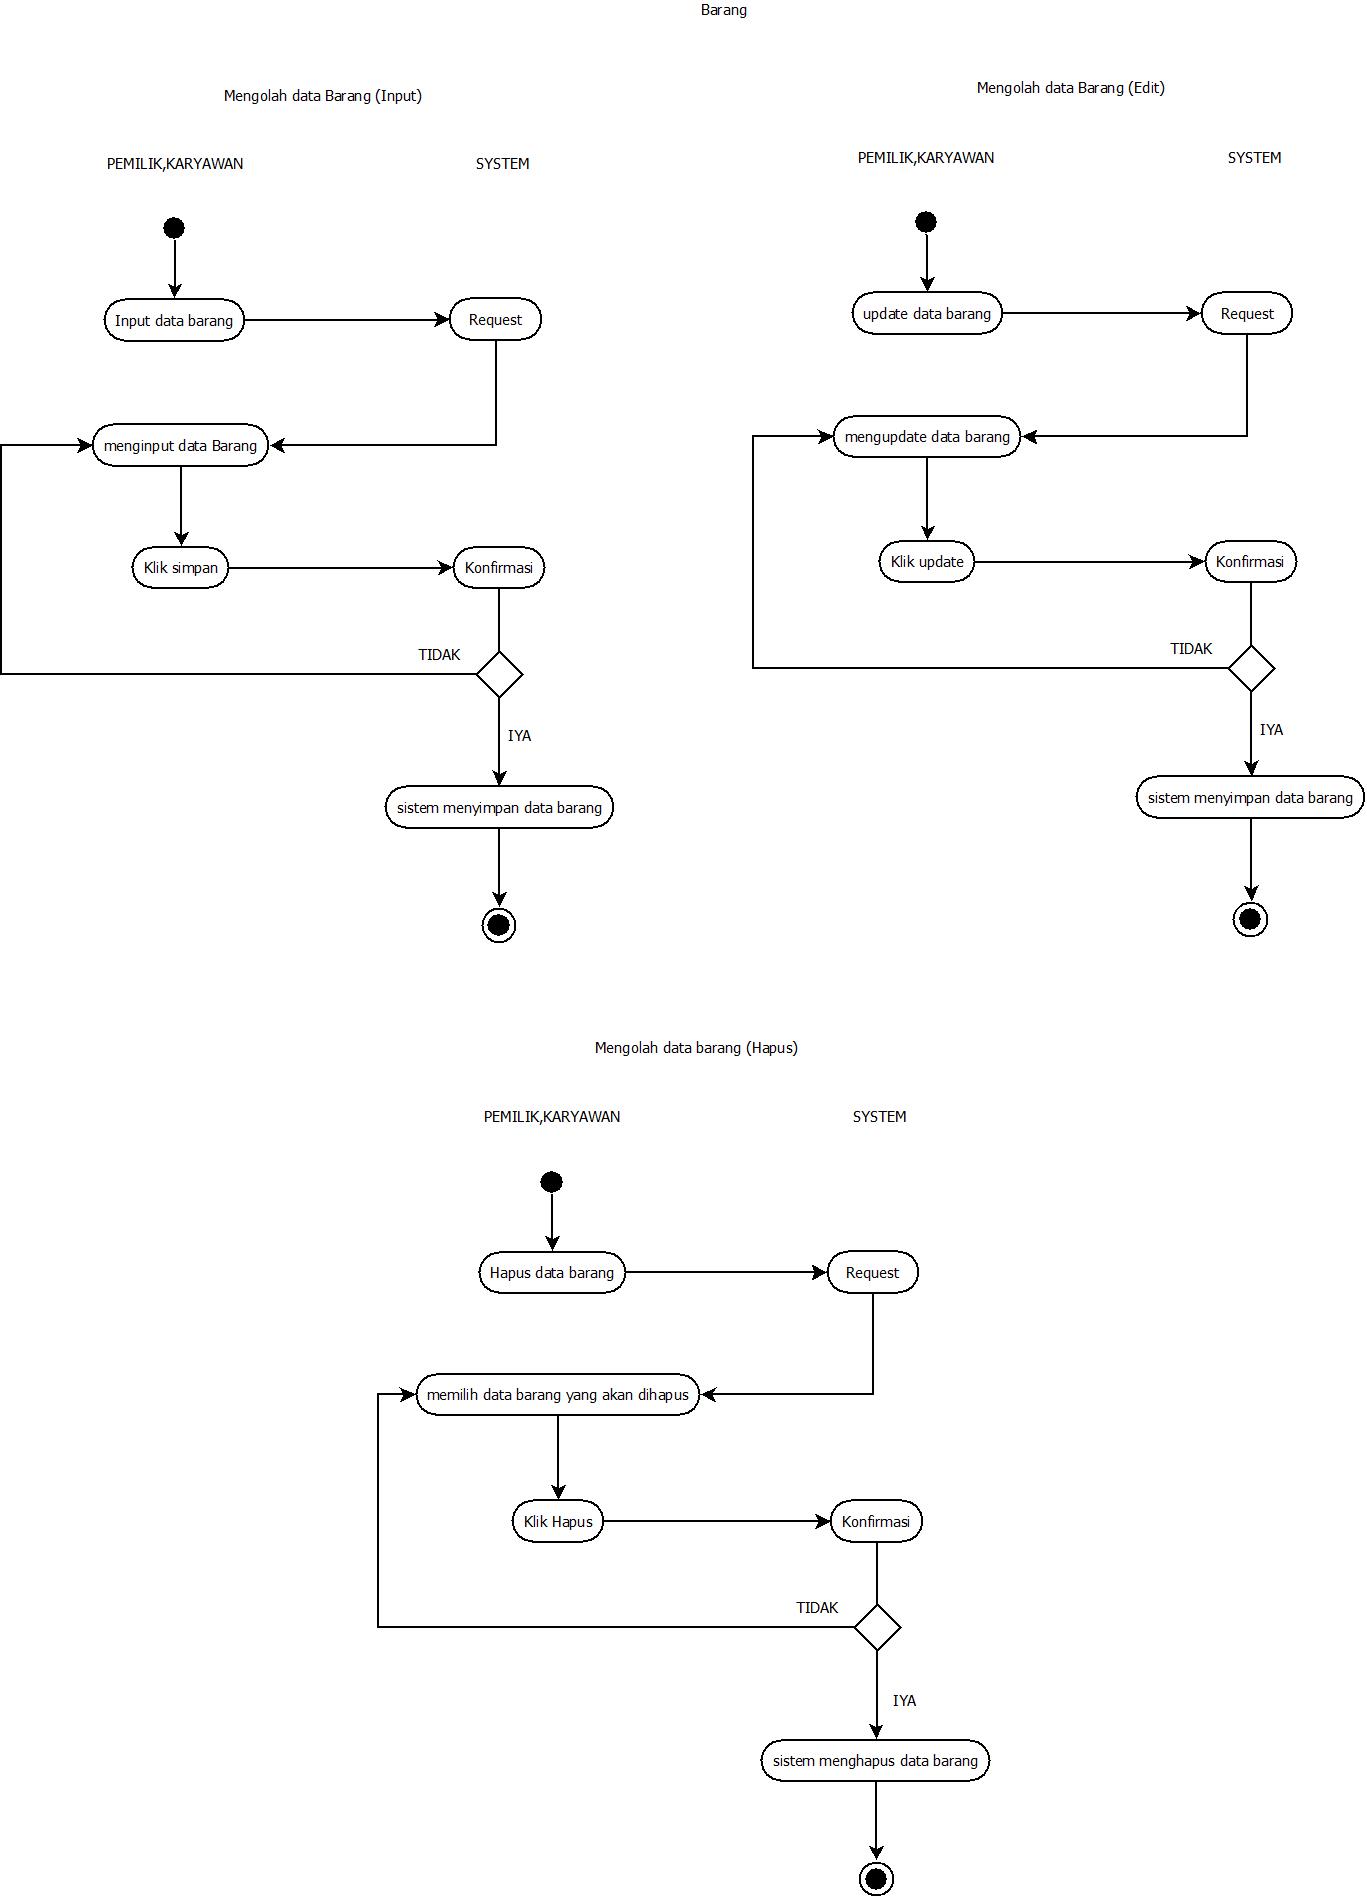 Barang
Mengolah data Barang (Input)
PEMILIK,KARYAWAN
SYSTEM
Input data barang
Request
menginput data Barang
Klik simpan
Konfirmasi
TIDAK
IYA
sistem menyimpan data barang
Mengolah data Barang (Edit)
PEMILIK,KARYAWAN
SYSTEM
update data barang
Request
mengupdate data barang
Klik update
Konfirmasi
TIDAK
IYA
sistem menyimpan data barang
Mengolah data barang (Hapus)
PEMILIK,KARYAWAN
SYSTEM
Hapus data barang
Request
memilih data barang yang akan dihapus
Klik Hapus
Konfirmasi
TIDAK
IYA
sistem menghapus data barang